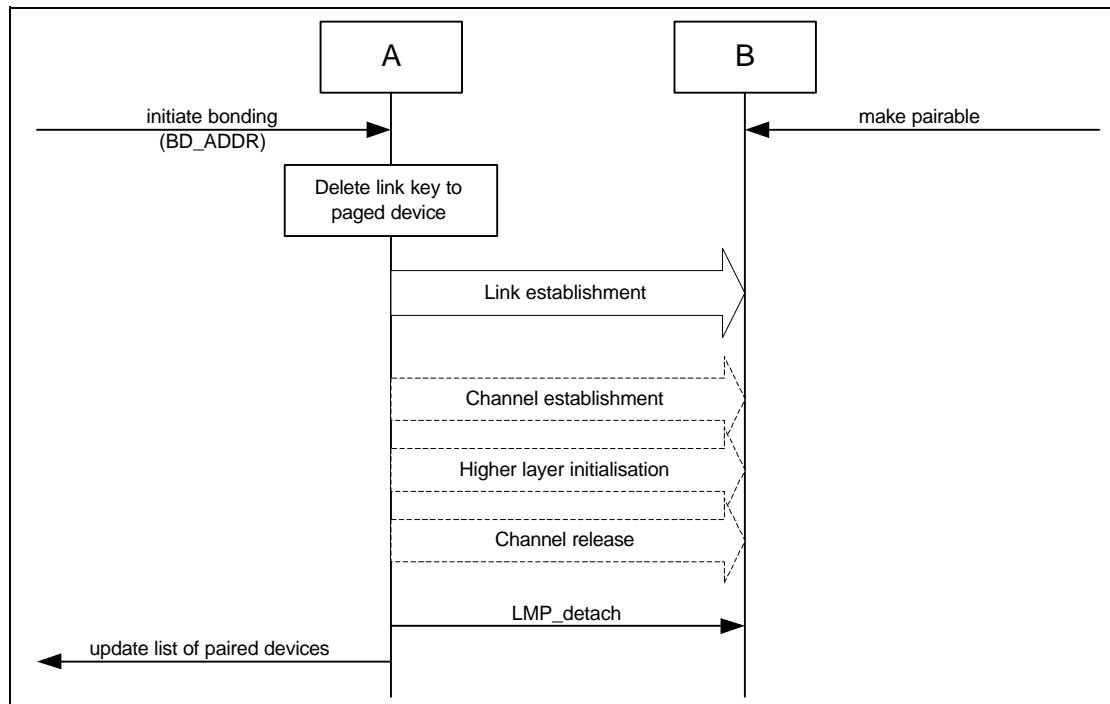 A
B
initiate bonding
(BD_ADDR)
make pairable
Delete link key to
paged device
Link establishment
Channel establishment
Higher layer initialisation
Channel release
LMP_detach
update list of paired devices